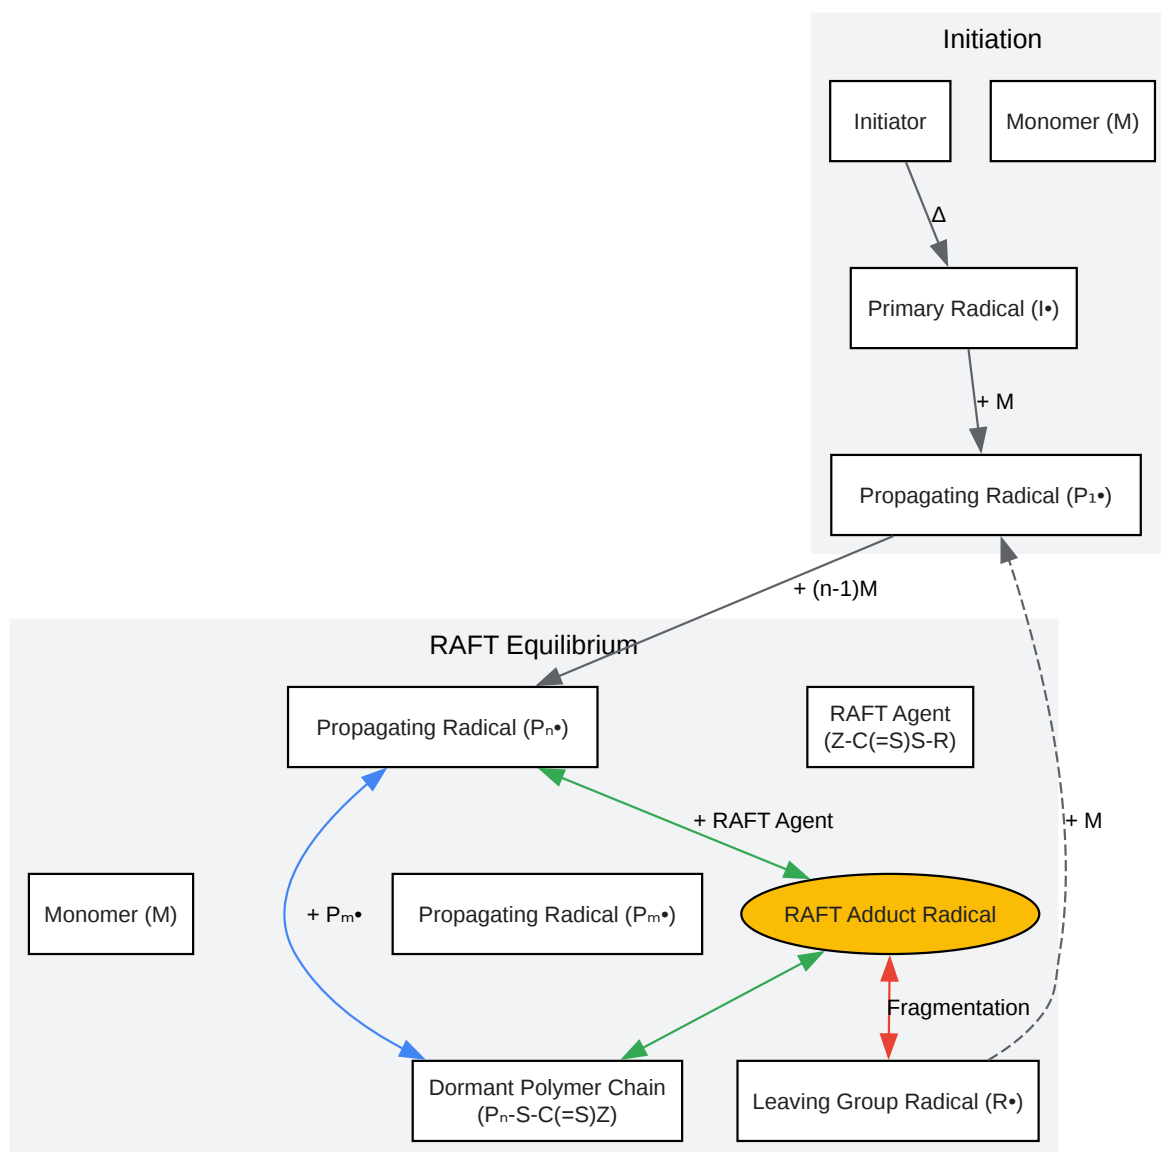 Initiation
Initiator
Monomer (M)
Δ
Primary Radical (I•)
+ M
Propagating Radical (P₁•)
+ (n-1)M
RAFT Equilibrium
Propagating Radical (Pₙ•)
RAFT Agent
(Z-C(=S)S-R)
+ RAFT Agent
+ M
Monomer (M)
+ Pₘ•
Propagating Radical (Pₘ•)
RAFT Adduct Radical
Fragmentation
Dormant Polymer Chain
(Pₙ-S-C(=S)Z)
Leaving Group Radical (R•)